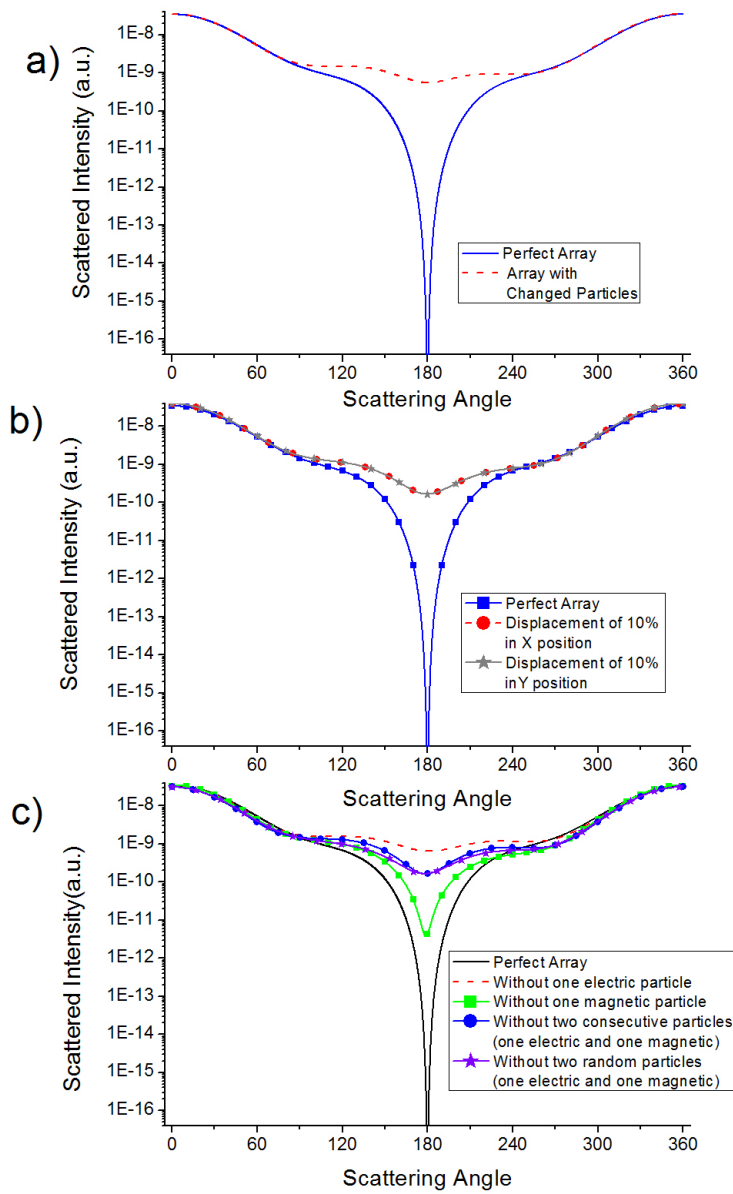 a)
Scattered Intensity (a.u.)
1E-8
1E-9
1E-10
1E-11
1E-12
1E-13
1E-14
1E-15
1E-16
Perfect Array
Array with
Changed Particles
0 60 120 180 240 300 360
Scattering Angle
b)
Scattered Intensity (a.u.)
1E-8
1E-9
1E-10
1E-11
1E-12
1E-13
1E-14
1E-15
1E-16
Perfect Array
Displacement of 10%
in X position
Displacement of 10%
inY position
0 60 120 180 240 300 360
Scattering Angle
c)
Scattered Intensity(a.u.)
1E-8
1E-9
1E-10
1E-11
1E-12
1E-13
1E-14
1E-15
1E-16
Perfect Array
Without one electric particle
Without one magnetic particle
Without two consecutive particles
(one electric and one magnetic)
Without two random particles
(one electric and one magnetic)
0 60 120 180 240 300 360
Scattering Angle